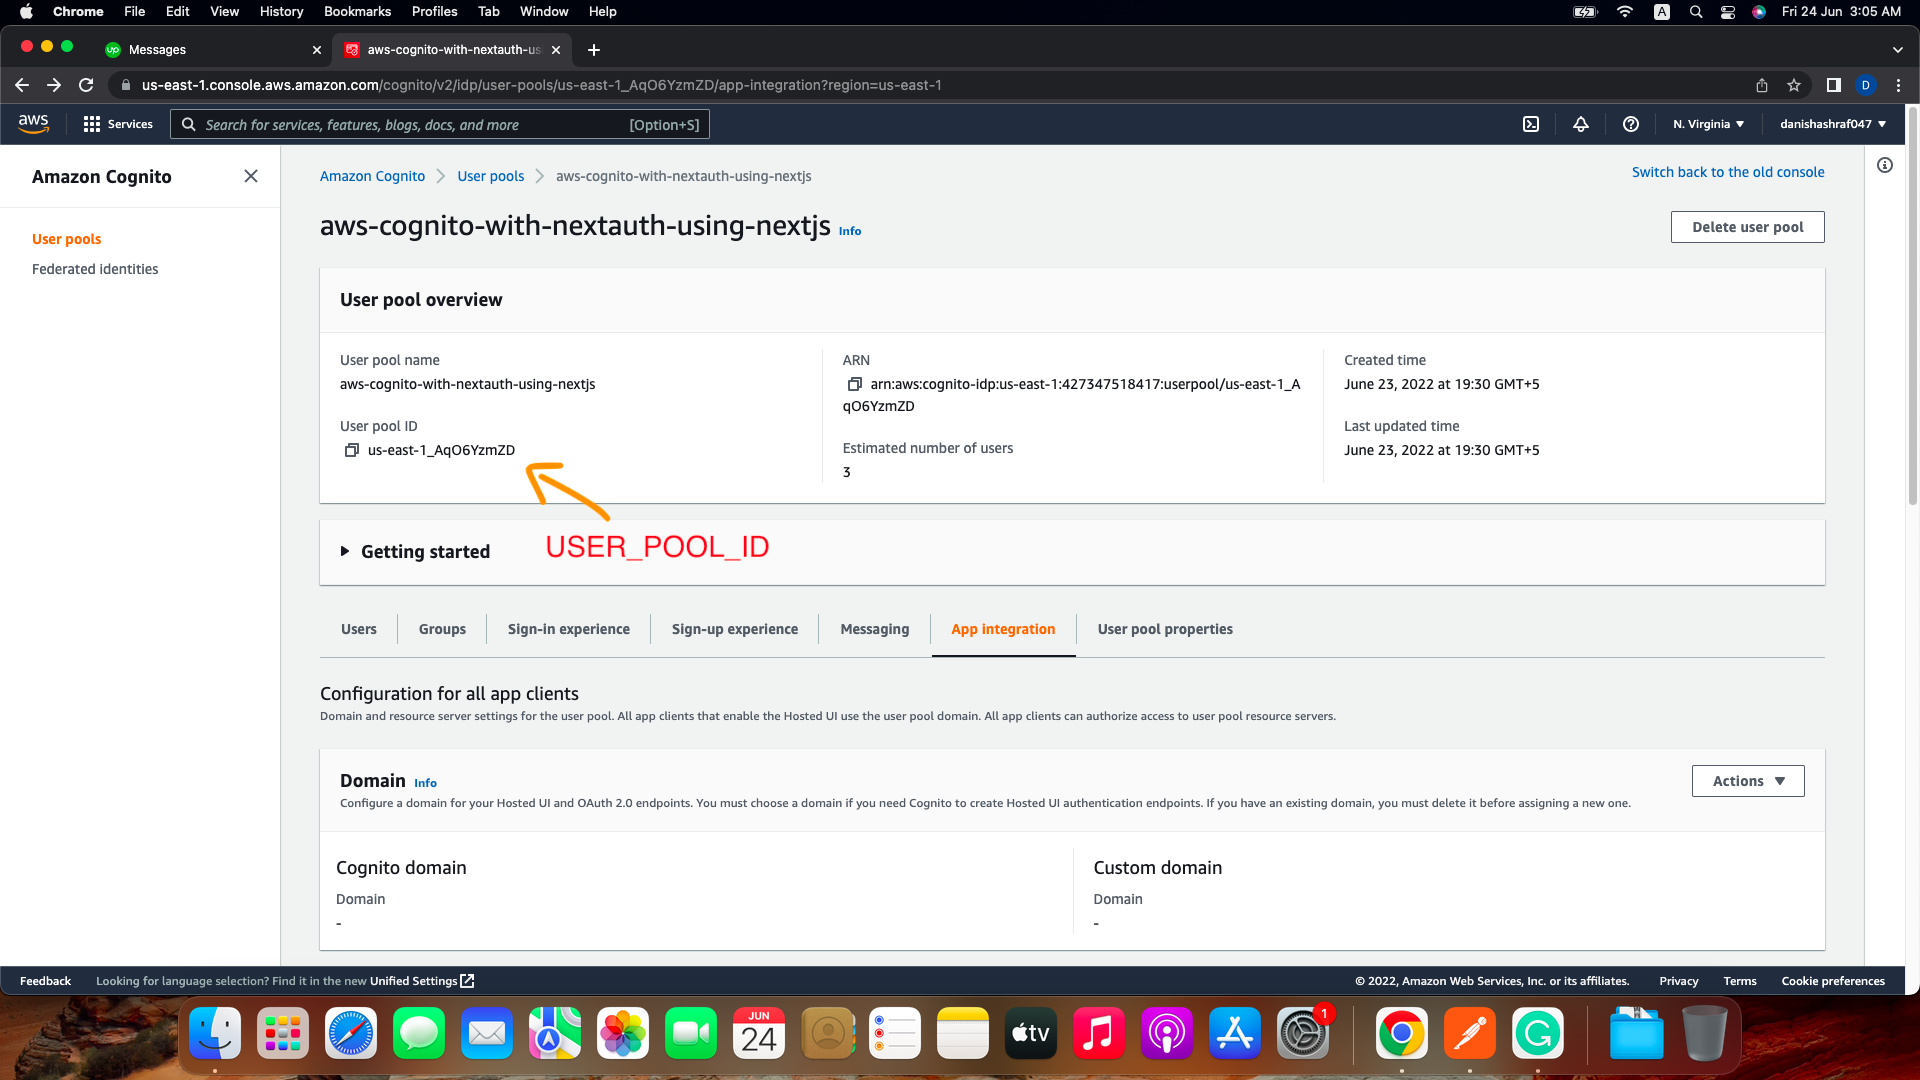 Chrome File Edit View History Bookmarks Profiles Tab Window Help A Fri 24 Jun 3:05 AM
up Messages aws-cognito-with-nextauth-us
us-east-1.console.aws.amazon.com/cognito/v2/idp/user-pools/us-east-1_AqO6YzmZD/app-integration?region=us-east-1 D
aws Services Search for services, features, blogs, docs, and more [Option+S] N. Virginia danishashraf047
Amazon Cognito
User pools
Federated identities
Amazon Cognito User pools aws-cognito-with-nextauth-using-nextjs Switch back to the old console
aws-cognito-with-nextauth-using-nextjs Info Delete user pool
User pool overview
User pool name
aws-cognito-with-nextauth-using-nextjs
User pool ID
us-east-1_AqO6YzmZD
ARN
arn:aws:cognito-idp:us-east-1:427347518417:userpool/us-east-1_A
qO6YzmZD
Estimated number of users
3
Created time
June 23, 2022 at 19:30 GMT+5
Last updated time
June 23, 2022 at 19:30 GMT+5
Getting started
USER_POOL_ID
Users Groups Sign-in experience Sign-up experience Messaging App integration User pool properties
Configuration for all app clients
Domain and resource server settings for the user pool. All app clients that enable the Hosted UI use the user pool domain. All app clients can authorize access to user pool resource servers.
Domain Info Actions
Configure a domain for your Hosted UI and OAuth 2.0 endpoints. You must choose a domain if you need Cognito to create Hosted UI authentication endpoints. If you have an existing domain, you must delete it before assigning a new one.
Cognito domain
Domain
-
Custom domain
Domain
-
Feedback Looking for language selection? Find it in the new Unified Settings © 2022, Amazon Web Services, Inc. or its affiliates. Privacy Terms Cookie preferences
JUN
24
tv
1